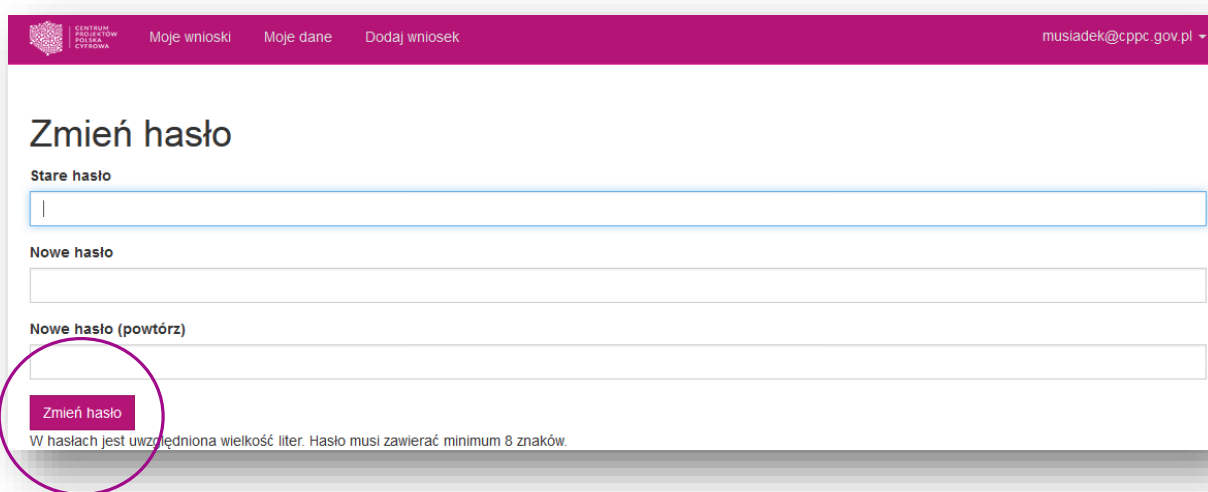 CENTRUM
PROJEKTÓW
POLSKA
CYFROWA
Moje wnioski Moje dane Dodaj wniosek musiadek@cppc.gov.pl
Zmień hasło
Stare hasło
Nowe hasło
Nowe hasło (powtórz)
Zmień hasło
W hasłach jest uwzględniona wielkość liter. Hasło musi zawierać minimum 8 znaków.